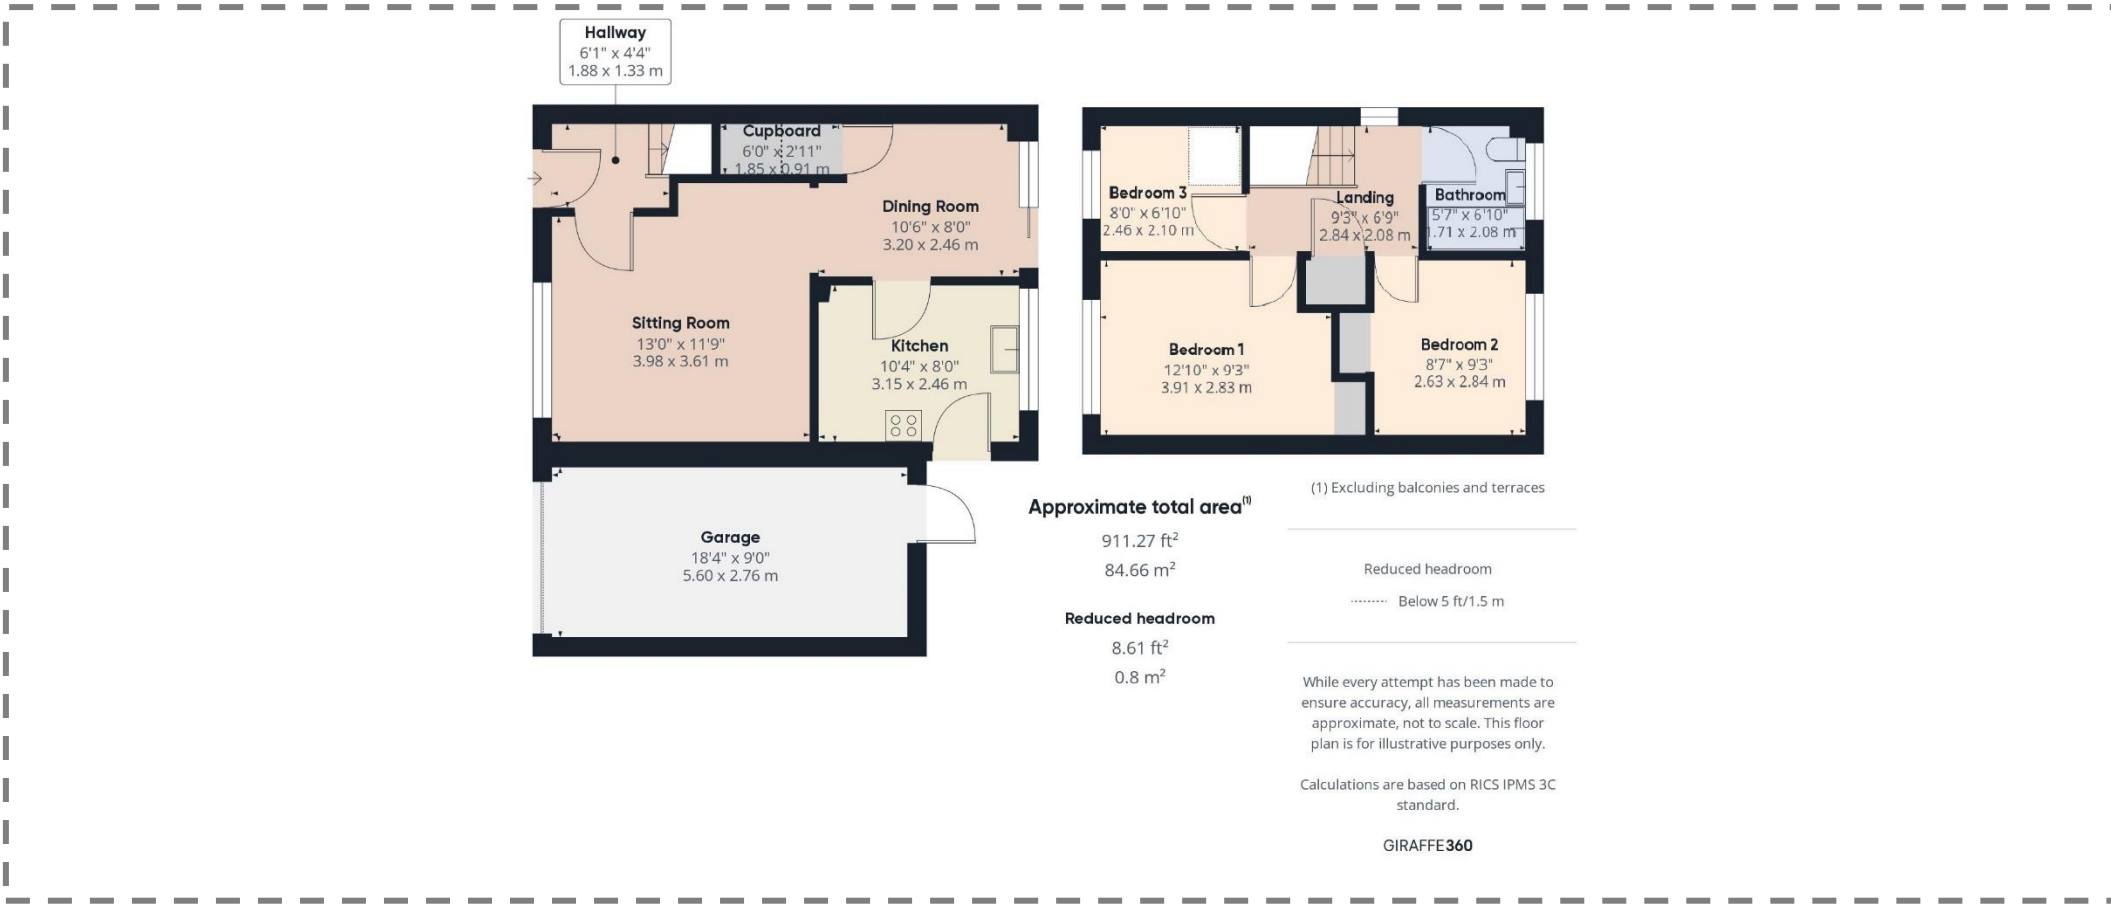 Hallway
6'1" x 4'4"
1.88 x 1.33 m
Cupboard
6'0" x 2'11"
1.85 x 0.91 m
Dining Room
10'6" x 8'0"
3.20 x 2.46 m
Sitting Room
13'0" x 11'9"
3.98 x 3.61 m
Kitchen
10'4" x 8'0"
3.15 x 2.46 m
Garage
18'4" x 9'0"
5.60 x 2.76 m
Bedroom 3
8'0" x 6'10"
2.46 x 2.10 m
Landing
9'3" x 6'9"
2.84 x 2.08 m
Bathroom
5'7" x 6'10"
1.71 x 2.08 m
Bedroom 1
12'10" x 9'3"
3.91 x 2.83 m
Bedroom 2
8'7" x 9'3"
2.63 x 2.84 m
Approximate total area(1)
911.27 ft²
84.66 m²
Reduced headroom
8.61 ft²
0.8 m²
(1) Excluding balconies and terraces
Reduced headroom
Below 5 ft/1.5 m
While every attempt has been made to
ensure accuracy, all measurements are
approximate, not to scale. This floor
plan is for illustrative purposes only.
Calculations are based on RICS IPMS 3C
standard.
GIRAFFE360